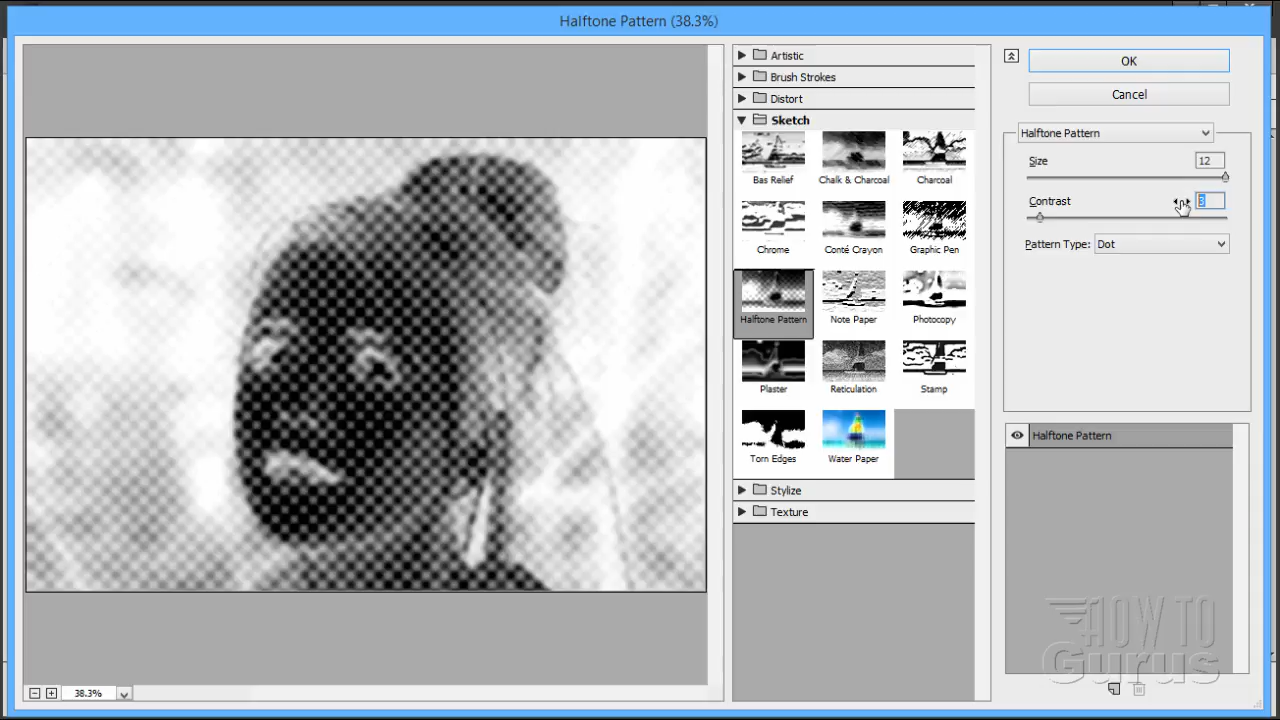 Halftone Pattern (38.3%)
Artistic
Brush Strokes
Distort
Sketch
Bas Relief
Chalk & Charcoal
Charcoal
Chrome
Conté Crayon
Graphic Pen
Halftone Pattern
Note Paper
Photocopy
Plaster
Reticulation
Stamp
Torn Edges
Water Paper
Stylize
Texture
OK
Cancel
Halftone Pattern
Size 12
Contrast 3
Pattern Type: Dot
Halftone Pattern
HOW TO
Gurus
38.3%